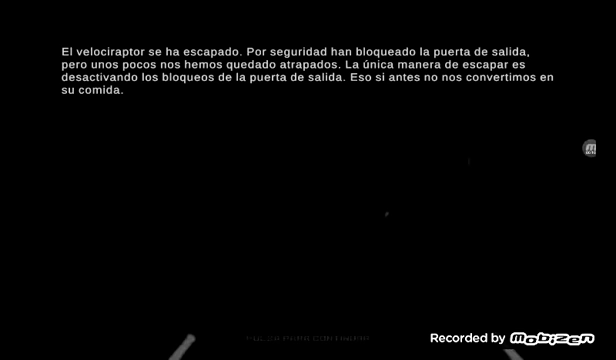 El velociraptor se ha escapado. Por seguridad han bloqueado la puerta de salida,
pero unos pocos nos hemos quedado atrapados. La única manera de escapar es
desactivando los bloqueos de la puerta de salida. Eso si antes no nos convertimos en
su comida.
Recorded by Mobizen